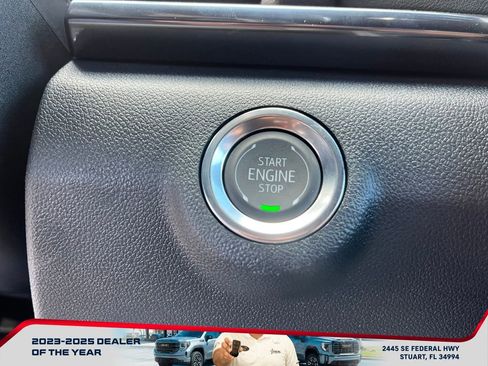 START
ENGINE
STOP
2023-2025 DEALER
OF THE YEAR
2445 SE FEDERAL HWY
STUART, FL 34994